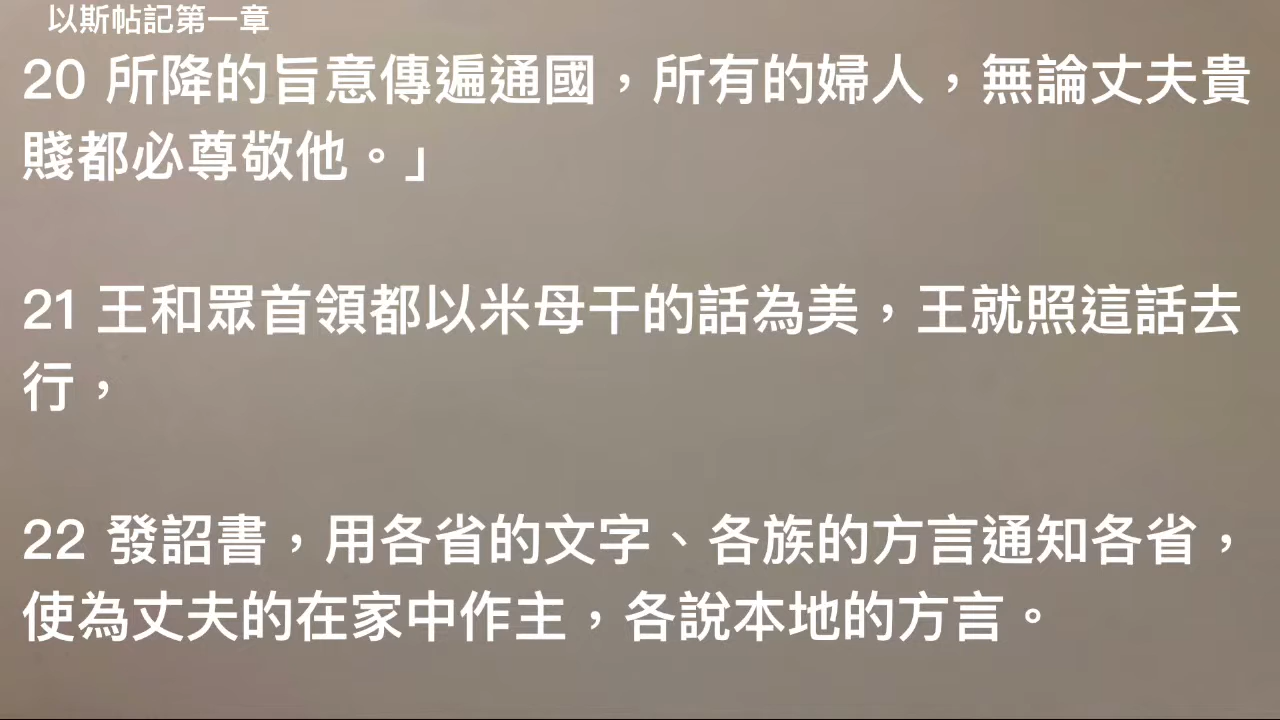 以斯帖記第一章
20 所降的旨意傳遍通國，所有的婦人，無論丈夫貴
賤都必尊敬他。」
21 王和眾首領都以米母干的話為美，王就照這話去
行，
22 發詔書，用各省的文字、各族的方言通知各省，
使為丈夫的在家中作主，各說本地的方言。